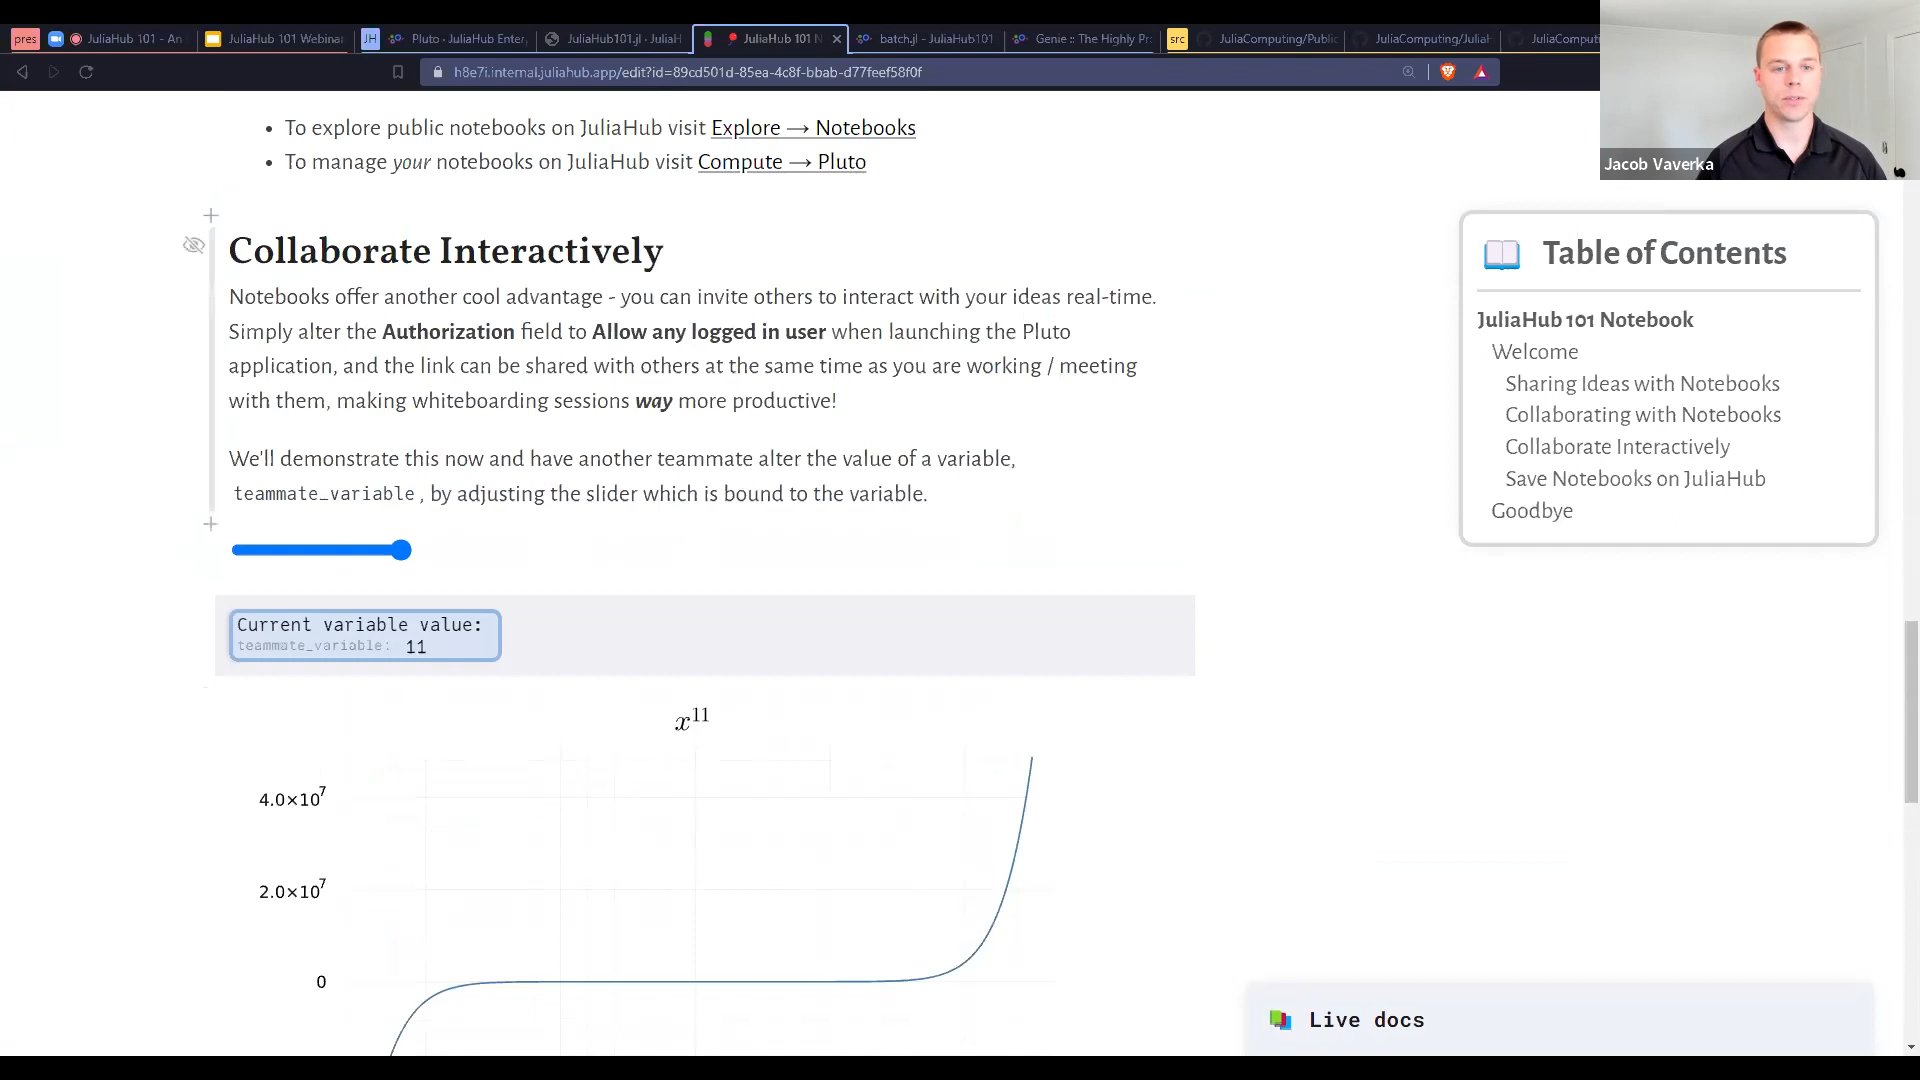 pres
JuliaHub 101 - An
JuliaHub 101 Webinar
JH
Pluto · JuliaHub Enter
JuliaHub101.jl · JuliaH
JuliaHub 101 N
batch.jl - JuliaHub101
Genie :: The Highly Pr
src
JuliaComputing/Public
JuliaComputing/JuliaH
JuliaComputi
h8e7i.internal.juliahub.app/edit?id=89cd501d-85ea-4c8f-bbab-d77feef58f0f
Jacob Vaverka
• To explore public notebooks on JuliaHub visit Explore → Notebooks
• To manage your notebooks on JuliaHub visit Compute → Pluto
Collaborate Interactively
Notebooks offer another cool advantage - you can invite others to interact with your ideas real-time.
Simply alter the Authorization field to Allow any logged in user when launching the Pluto
application, and the link can be shared with others at the same time as you are working / meeting
with them, making whiteboarding sessions way more productive!
We'll demonstrate this now and have another teammate alter the value of a variable,
teammate_variable, by adjusting the slider which is bound to the variable.
Current variable value:
teammate_variable: 11
x¹¹
4.0×10⁷
2.0×10⁷
0
Table of Contents
JuliaHub 101 Notebook
Welcome
Sharing Ideas with Notebooks
Collaborating with Notebooks
Collaborate Interactively
Save Notebooks on JuliaHub
Goodbye
Live docs